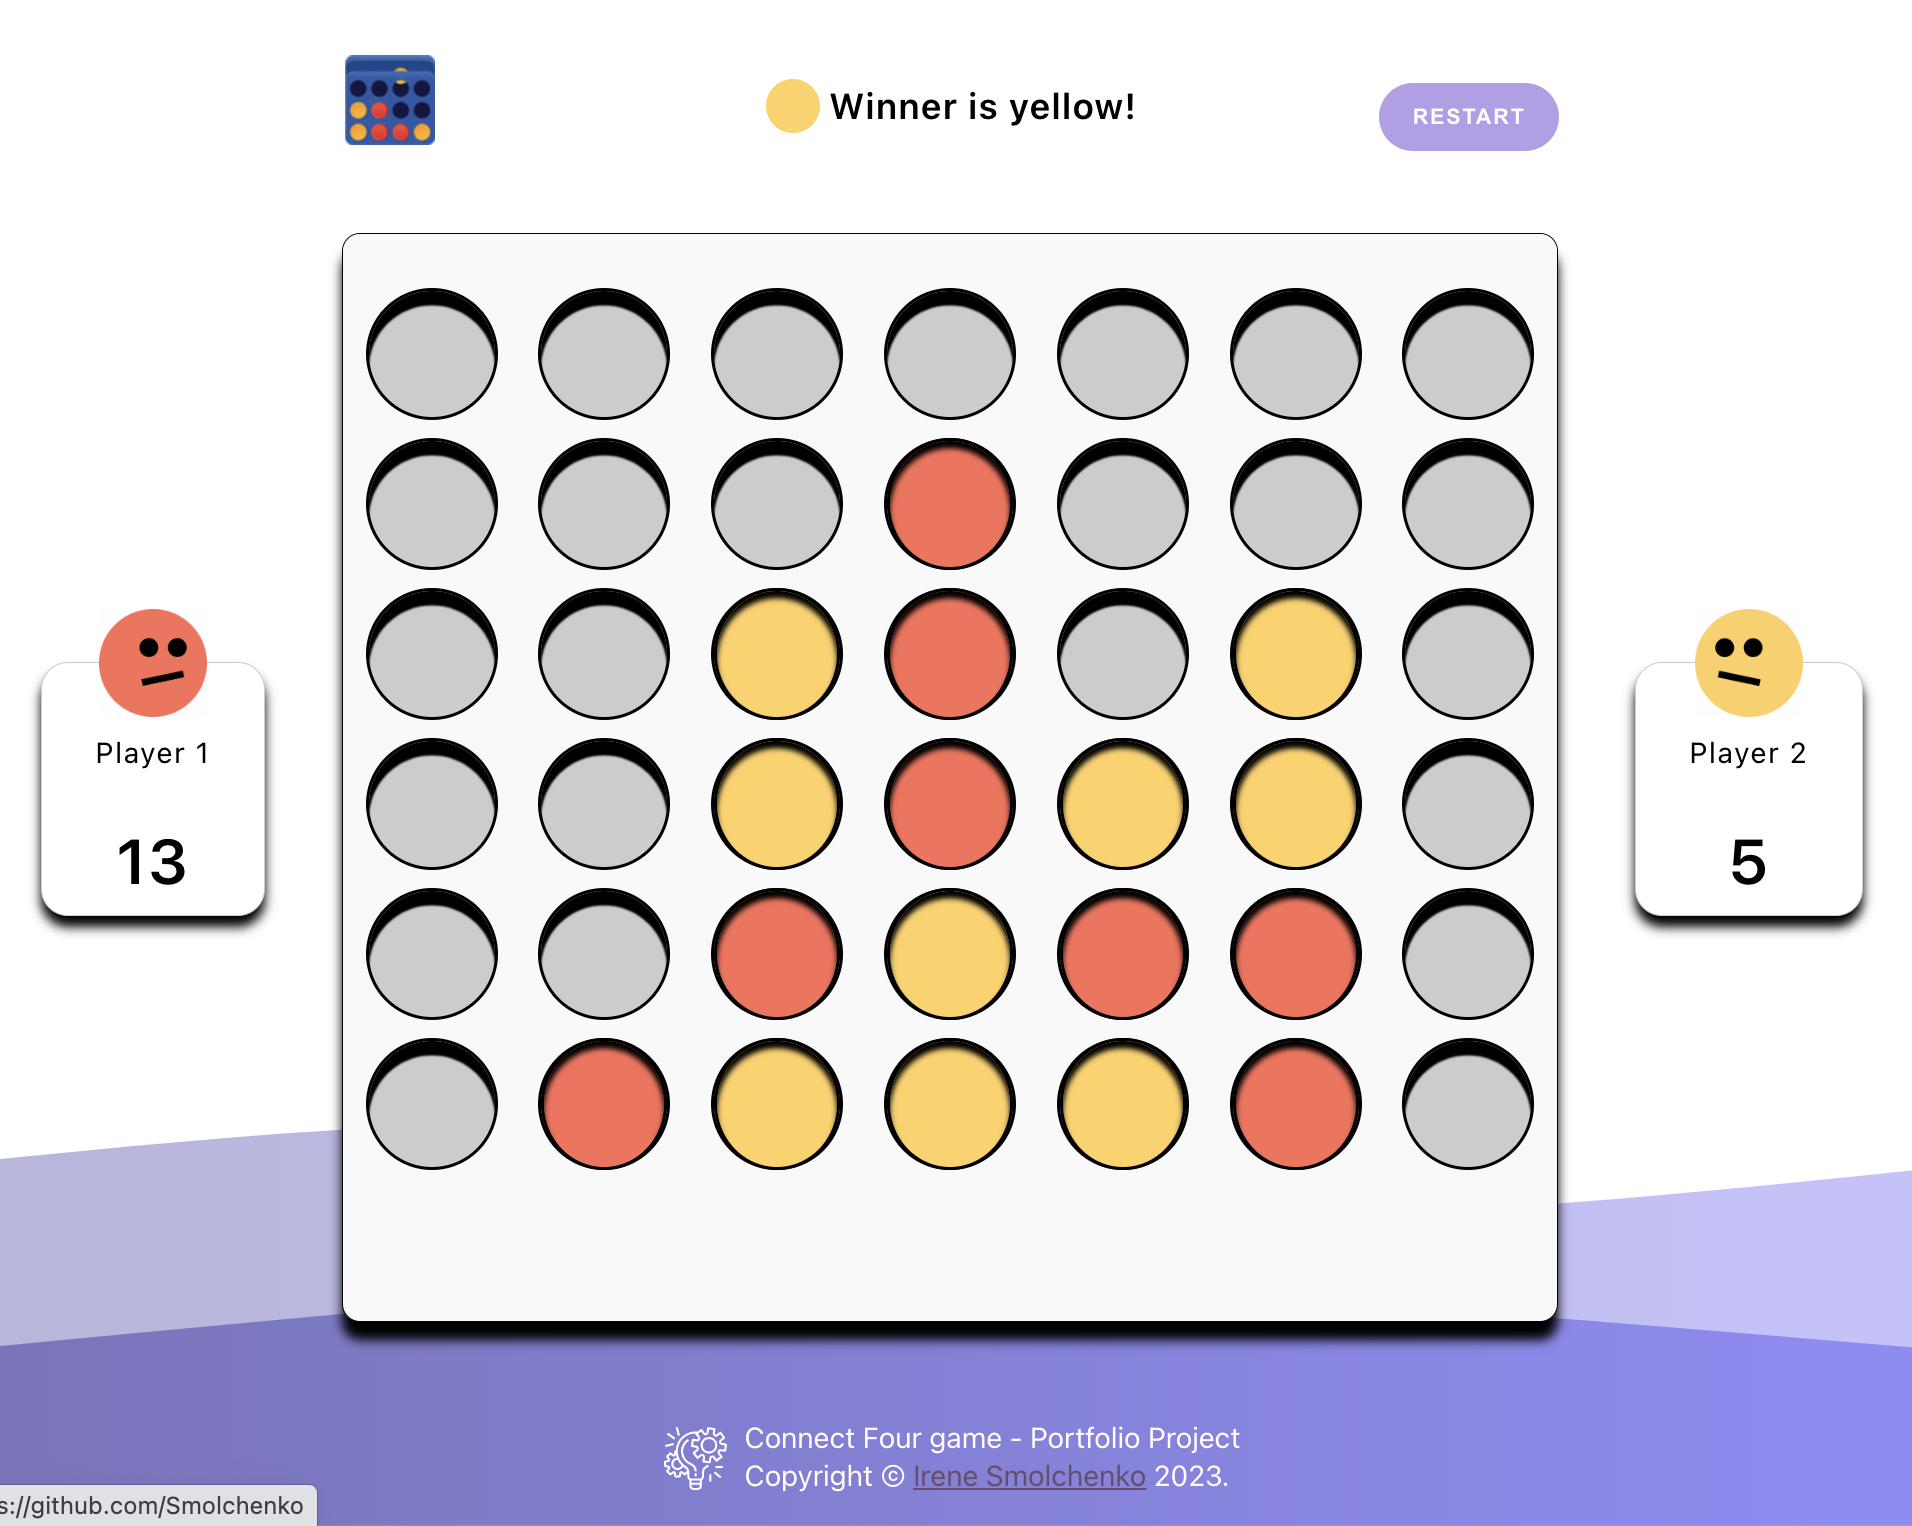 Winner is yellow!
RESTART
Player 1
13
Player 2
5
Connect Four game - Portfolio Project
Copyright © Irene Smolchenko 2023.
s://github.com/Smolchenko